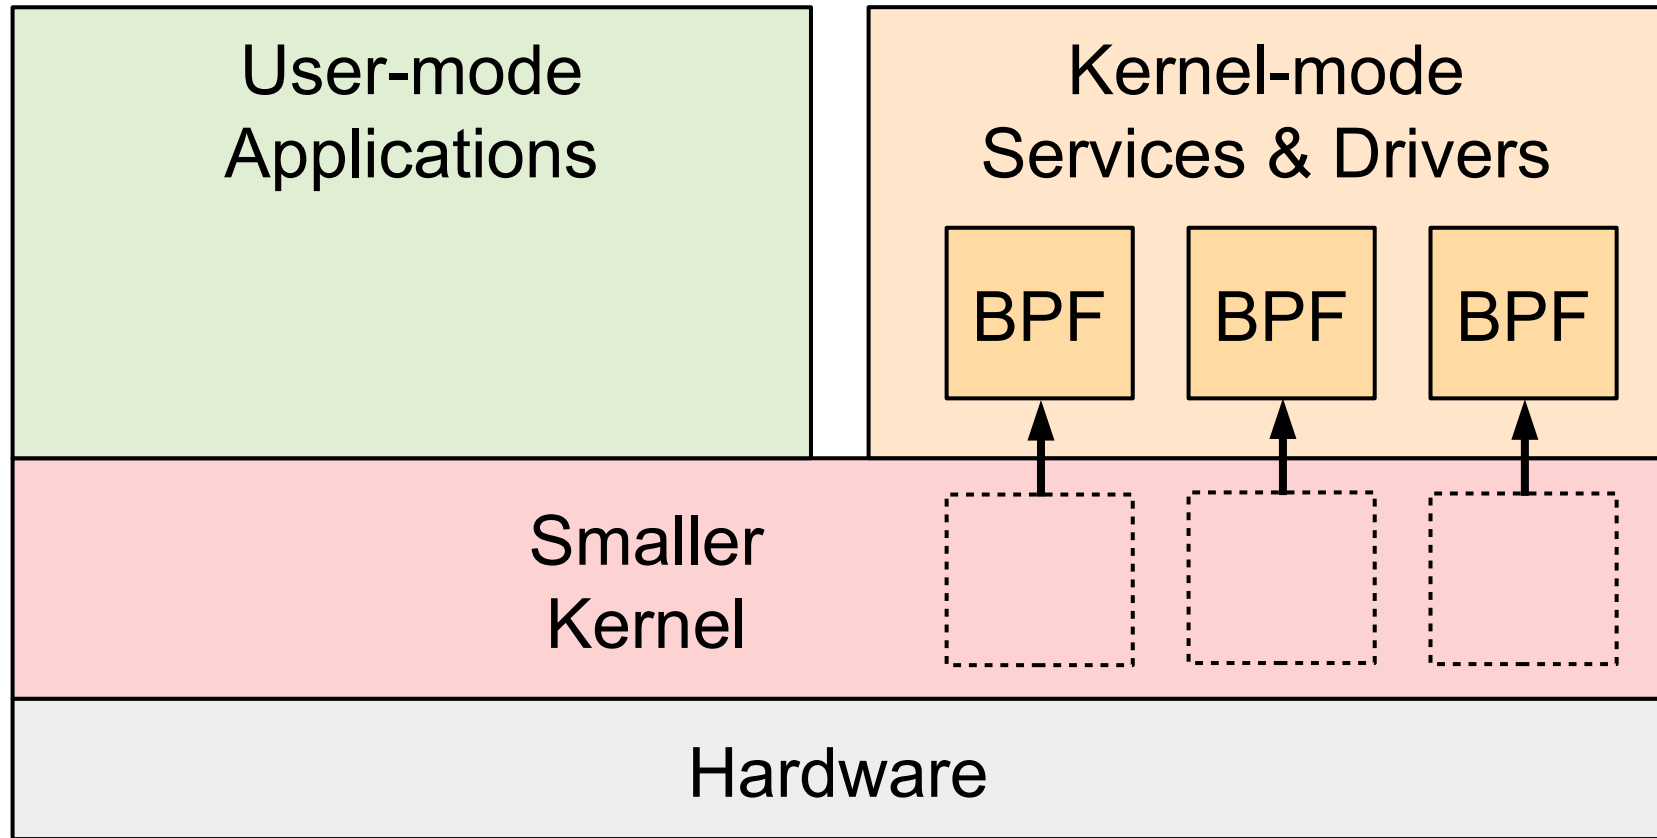 User-mode
Applications
Kernel-mode
Services & Drivers
BPF
BPF
BPF
Smaller
Kernel
Hardware